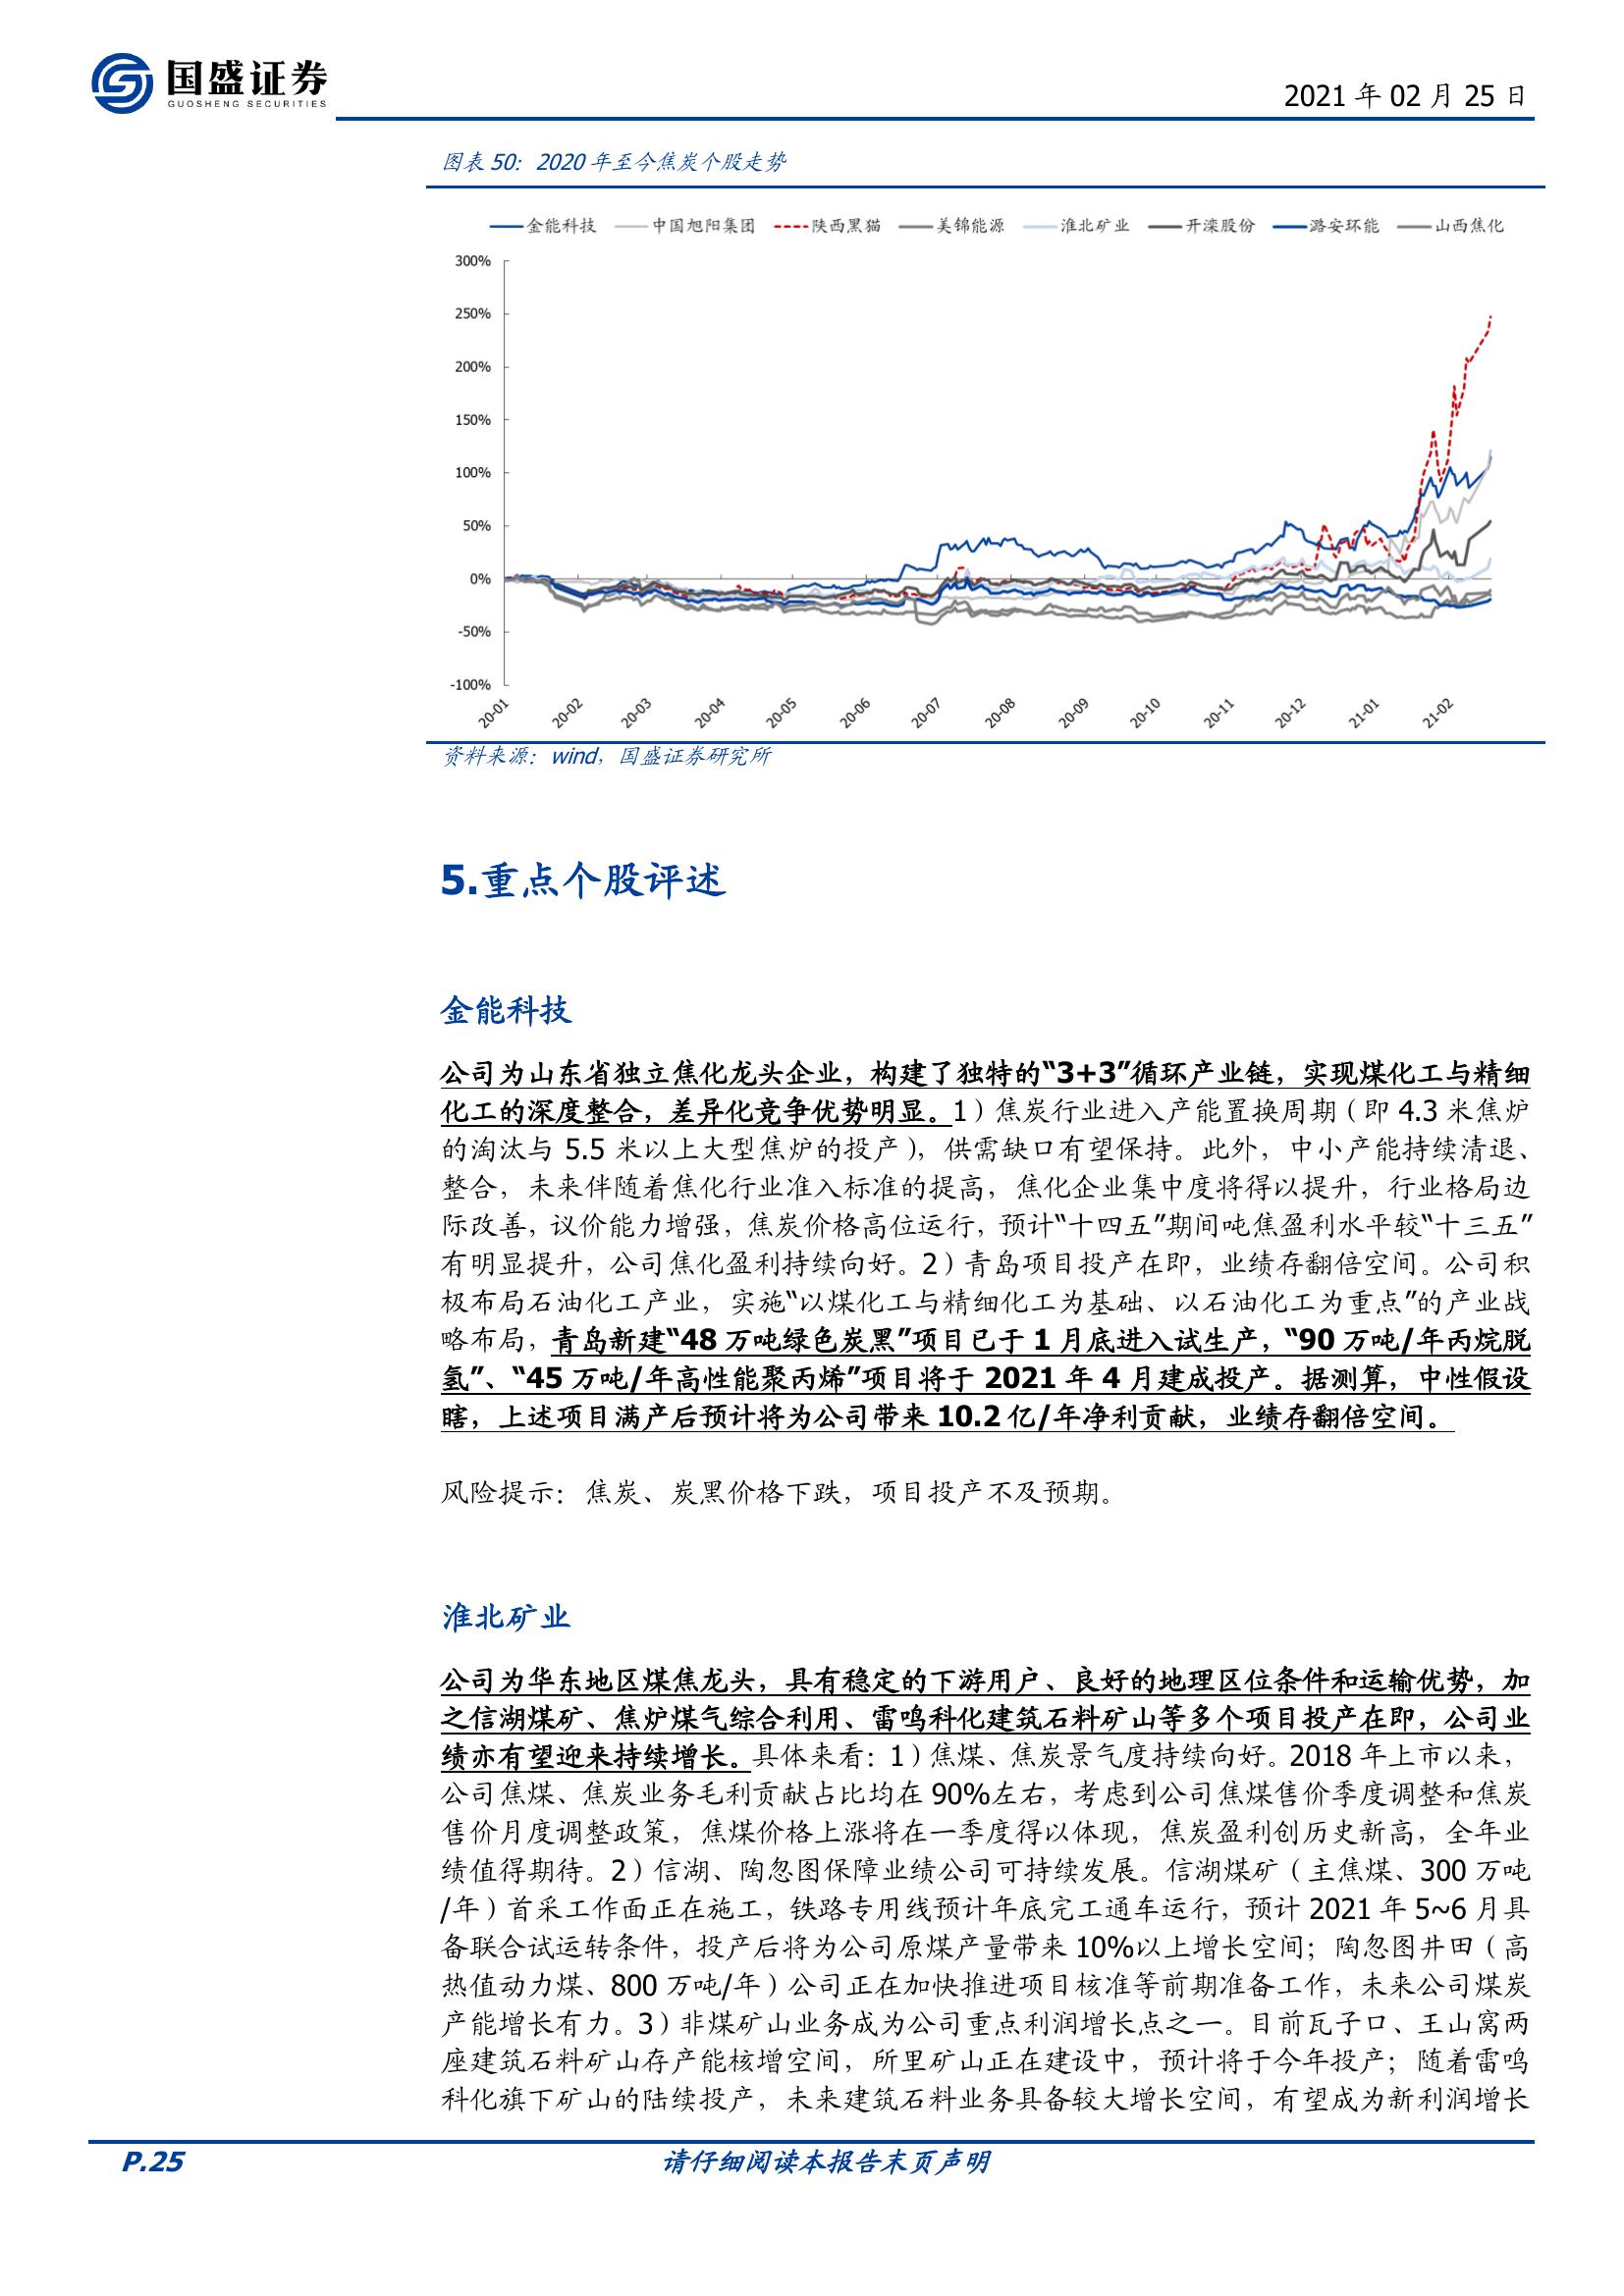 国盛证券
GUOSHENG SECURITIES
2021 年 02 月 25 日
图表 50：2020 年至今焦炭个股走势
金能科技 中国旭阳集团 陕西黑猫 美锦能源 淮北矿业 开滦股份 潞安环能 山西焦化
300%
250%
200%
150%
100%
50%
0%
-50%
-100%
20-01 20-02 20-03 20-04 20-05 20-06 20-07 20-08 20-09 20-10 20-11 20-12 21-01 21-02
资料来源：wind，国盛证券研究所
5.重点个股评述
金能科技
公司为山东省独立焦化龙头企业，构建了独特的“3+3”循环产业链，实现煤化工与精细
化工的深度整合，差异化竞争优势明显。1）焦炭行业进入产能置换周期（即 4.3 米焦炉
的淘汰与 5.5 米以上大型焦炉的投产），供需缺口有望保持。此外，中小产能持续清退、
整合，未来伴随着焦化行业准入标准的提高，焦化企业集中度将得以提升，行业格局边
际改善，议价能力增强，焦炭价格高位运行，预计“十四五”期间吨焦盈利水平较“十三五”
有明显提升，公司焦化盈利持续向好。2）青岛项目投产在即，业绩存翻倍空间。公司积
极布局石油化工产业，实施“以煤化工与精细化工为基础、以石油化工为重点”的产业战
略布局，青岛新建“48 万吨绿色炭黑”项目已于 1 月底进入试生产，“90 万吨/年丙烷脱
氢”、“45 万吨/年高性能聚丙烯”项目将于 2021 年 4 月建成投产。据测算，中性假设
瞎，上述项目满产后预计将为公司带来 10.2 亿/年净利贡献，业绩存翻倍空间。
风险提示：焦炭、炭黑价格下跌，项目投产不及预期。
淮北矿业
公司为华东地区煤焦龙头，具有稳定的下游用户、良好的地理区位条件和运输优势，加
之信湖煤矿、焦炉煤气综合利用、雷鸣科化建筑石料矿山等多个项目投产在即，公司业
绩亦有望迎来持续增长。具体来看：1）焦煤、焦炭景气度持续向好。2018 年上市以来，
公司焦煤、焦炭业务毛利贡献占比均在 90%左右，考虑到公司焦煤售价季度调整和焦炭
售价月度调整政策，焦煤价格上涨将在一季度得以体现，焦炭盈利创历史新高，全年业
绩值得期待。2）信湖、陶忽图保障业绩公司可持续发展。信湖煤矿（主焦煤、300 万吨
/年）首采工作面正在施工，铁路专用线预计年底完工通车运行，预计 2021 年 5~6 月具
备联合试运转条件，投产后将为公司原煤产量带来 10%以上增长空间；陶忽图井田（高
热值动力煤、800 万吨/年）公司正在加快推进项目核准等前期准备工作，未来公司煤炭
产能增长有力。3）非煤矿山业务成为公司重点利润增长点之一。目前瓦子口、王山窝两
座建筑石料矿山存产能核增空间，所里矿山正在建设中，预计将于今年投产；随着雷鸣
科化旗下矿山的陆续投产，未来建筑石料业务具备较大增长空间，有望成为新利润增长
P.25
请仔细阅读本报告末页声明